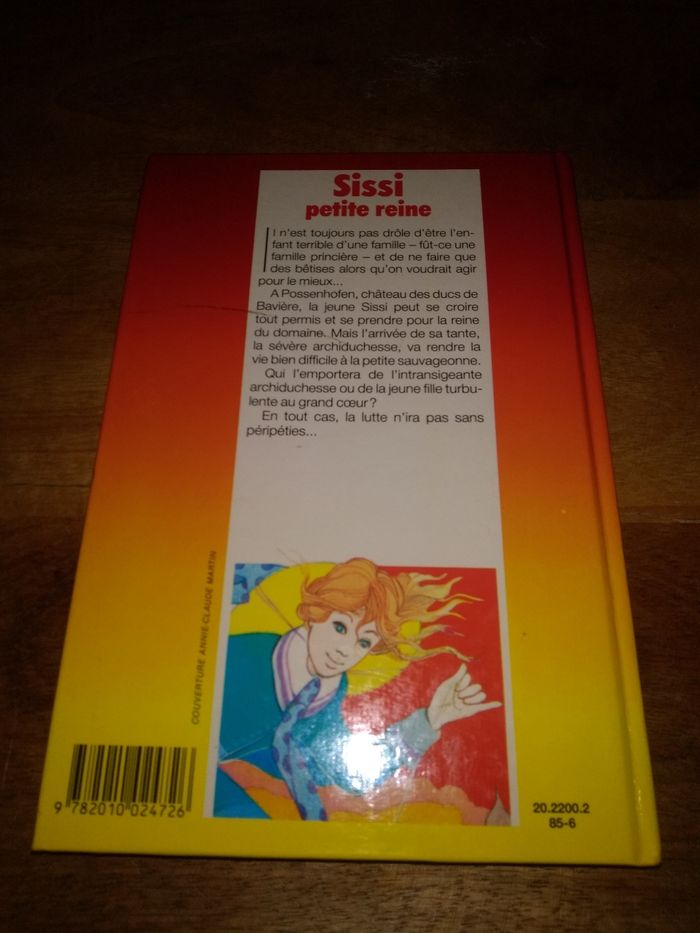 Sissi
petite reine
Il n'est toujours pas drôle d'être l'en-
fant terrible d'une famille – fût-ce une
famille princière – et de ne faire que
des bêtises alors qu'on voudrait agir
pour le mieux...
A Possenhofen, château des ducs de
Bavière, la jeune Sissi peut se croire
tout permis et se prendre pour la reine
du domaine. Mais l'arrivée de sa tante,
la sévère archiduchesse, va rendre la
vie bien difficile à la petite sauvageonne.
Qui l'emportera de l'intransigeante
archiduchesse ou de la jeune fille turbu-
lente au grand cœur ?
En tout cas, la lutte n'ira pas sans
péripéties...
COUVERTURE ANNIE-CLAUDE MARTIN
9 782010 024726
20.2200.2
85-6